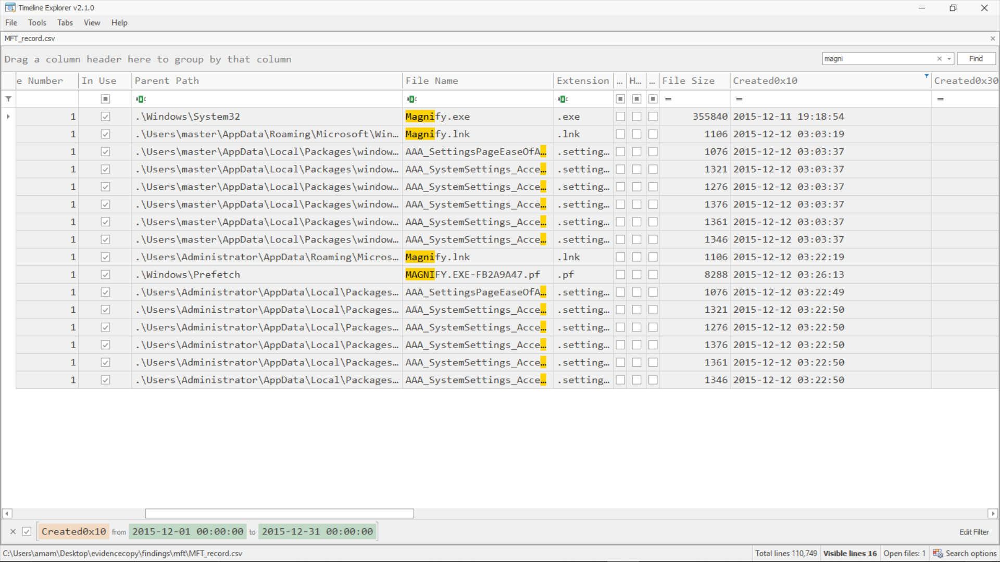 Timeline Explorer v2.1.0
File Tools Tabs View Help
MFT_record.csv
Drag a column header here to group by that column magni Find
e Number In Use Parent Path File Name Extension ... H... ... File Size Created0x10 Created0x30
ABC ABC ABC = = =
1 .\Windows\System32 Magnify.exe .exe 355840 2015-12-11 19:18:54
1 .\Users\master\AppData\Roaming\Microsoft\Win... Magnify.lnk .lnk 1106 2015-12-12 03:03:19
1 .\Users\master\AppData\Local\Packages\window... AAA_SettingsPageEaseOfA... .setting... 1076 2015-12-12 03:03:37
1 .\Users\master\AppData\Local\Packages\window... AAA_SystemSettings_Acce... .setting... 1321 2015-12-12 03:03:37
1 .\Users\master\AppData\Local\Packages\window... AAA_SystemSettings_Acce... .setting... 1276 2015-12-12 03:03:37
1 .\Users\master\AppData\Local\Packages\window... AAA_SystemSettings_Acce... .setting... 1376 2015-12-12 03:03:37
1 .\Users\master\AppData\Local\Packages\window... AAA_SystemSettings_Acce... .setting... 1361 2015-12-12 03:03:37
1 .\Users\master\AppData\Local\Packages\window... AAA_SystemSettings_Acce... .setting... 1346 2015-12-12 03:03:37
1 .\Users\Administrator\AppData\Roaming\Micros... Magnify.lnk .lnk 1106 2015-12-12 03:22:19
1 .\Windows\Prefetch MAGNIFY.EXE-FB2A9A47.pf .pf 8288 2015-12-12 03:26:13
1 .\Users\Administrator\AppData\Local\Packages... AAA_SettingsPageEaseOfA... .setting... 1076 2015-12-12 03:22:49
1 .\Users\Administrator\AppData\Local\Packages... AAA_SystemSettings_Acce... .setting... 1321 2015-12-12 03:22:50
1 .\Users\Administrator\AppData\Local\Packages... AAA_SystemSettings_Acce... .setting... 1276 2015-12-12 03:22:50
1 .\Users\Administrator\AppData\Local\Packages... AAA_SystemSettings_Acce... .setting... 1376 2015-12-12 03:22:50
1 .\Users\Administrator\AppData\Local\Packages... AAA_SystemSettings_Acce... .setting... 1361 2015-12-12 03:22:50
1 .\Users\Administrator\AppData\Local\Packages... AAA_SystemSettings_Acce... .setting... 1346 2015-12-12 03:22:50
Created0x10 from 2015-12-01 00:00:00 to 2015-12-31 00:00:00 Edit Filter
C:\Users\amam\Desktop\evidencecopy\findings\mft\MFT_record.csv Total lines 110,749 Visible lines 16 Open files: 1 Search options